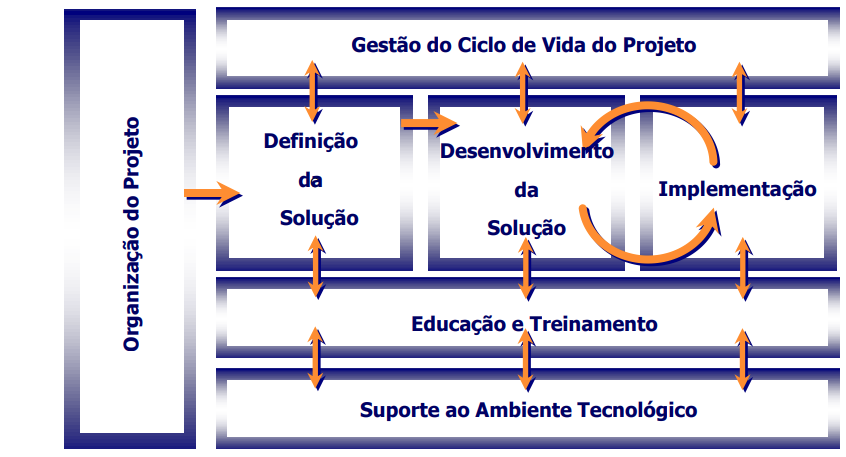 Organização do Projeto
Gestão do Ciclo de Vida do Projeto
Definição
da
Solução
Desenvolvimento
da
Solução
Implementação
Educação e Treinamento
Suporte ao Ambiente Tecnológico